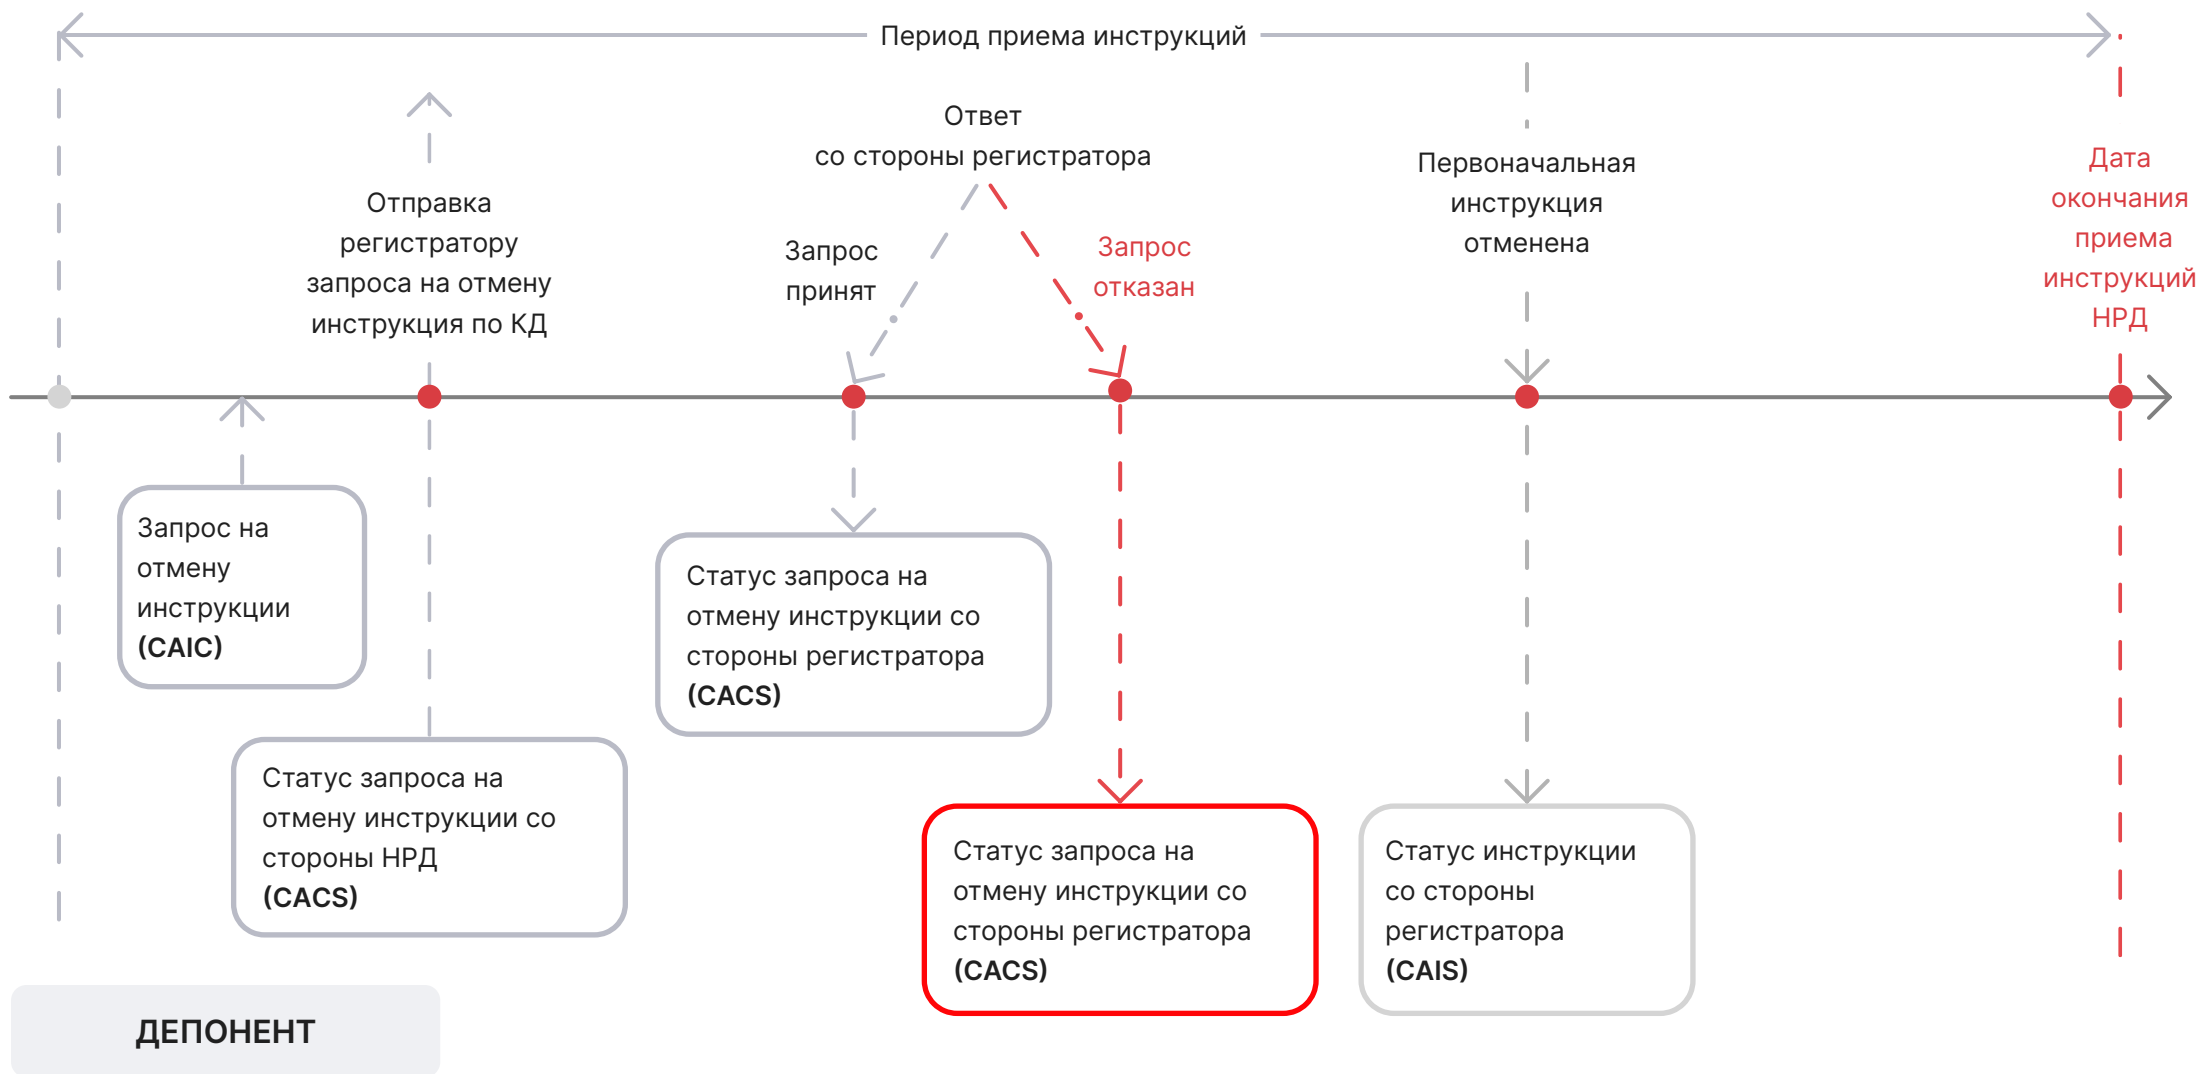 Период приема инструкций
Ответ
со стороны регистратора
Отправка
регистратору
запроса на отмену
инструкция по КД
Запрос
принят
Запрос
отказан
Первоначальная
инструкция
отменена
Дата
окончания
приема
инструкций
НРД
Запрос на
отмену
инструкции
(CAIC)
Статус запроса на
отмену инструкции со
стороны НРД
(CACS)
Статус запроса на
отмену инструкции со
стороны регистратора
(CACS)
Статус запроса на
отмену инструкции со
стороны регистратора
(CACS)
Статус инструкции
со стороны
регистратора
(CAIS)
ДЕПОНЕНТ